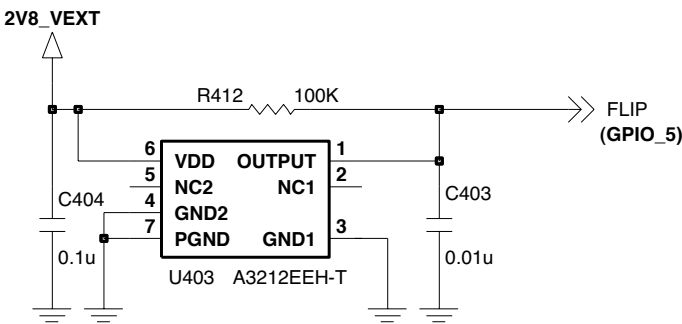 2V8_VEXT
R412 100K
FLIP
(GPIO_5)
6 VDD OUTPUT 1
5 NC2 NC1 2
4 GND2
7 PGND GND1 3
C404
0.1u
C403
0.01u
U403 A3212EEH-T